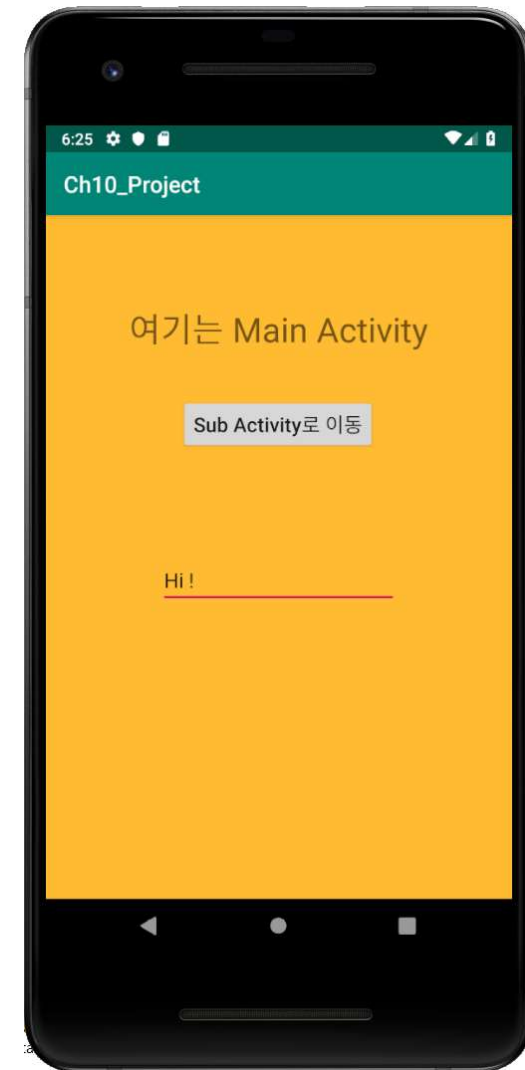 6:25
Ch10_Project
여기는 Main Activity
Sub Activity로 이동
Hi !